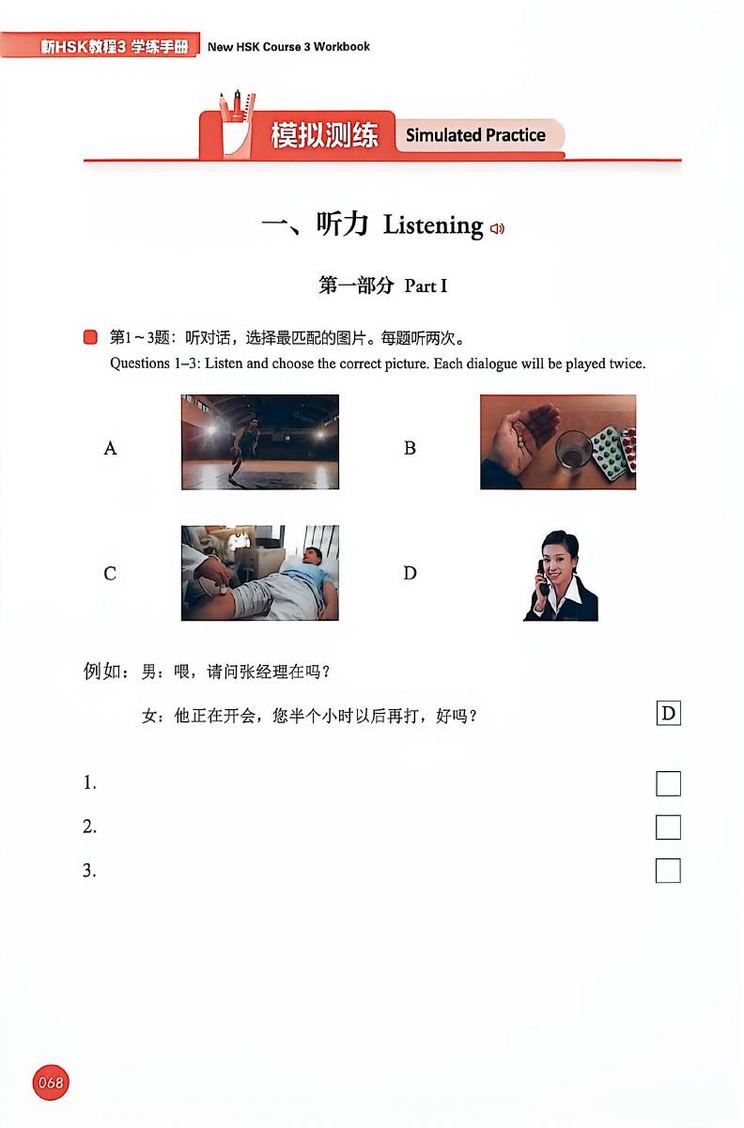 新HSK教程3 学练手册 New HSK Course 3 Workbook
模拟测练 Simulated Practice
一、听力 Listening
第一部分 Part I
第1~3题：听对话，选择最匹配的图片。每题听两次。
Questions 1–3: Listen and choose the correct picture. Each dialogue will be played twice.
A
B
C
D
例如：男：喂，请问张经理在吗？
女：他正在开会，您半个小时以后再打，好吗？ D
1.
2.
3.
068